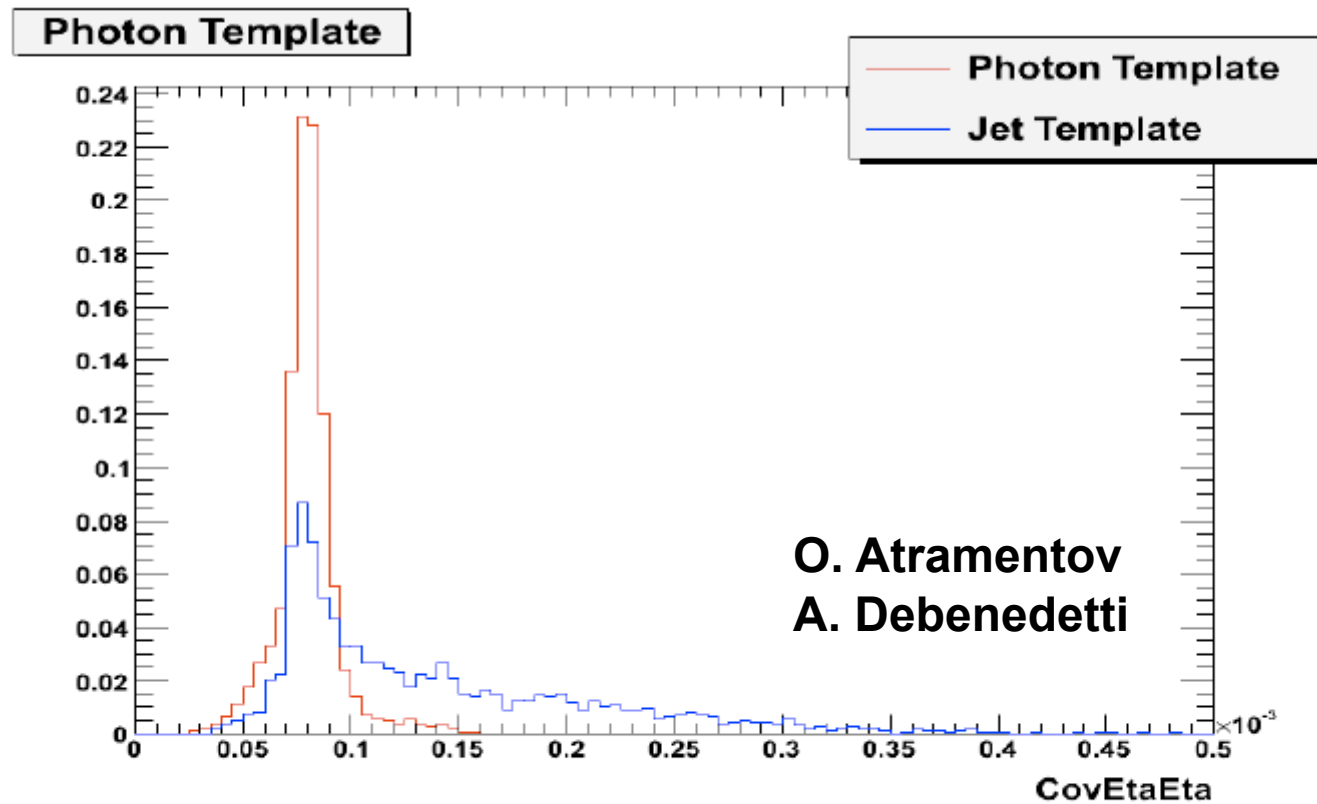 Photon Template
Photon Template
Jet Template
0.24
0.22
0.2
0.18
0.16
0.14
0.12
0.1
0.08
0.06
0.04
0.02
0
O. Atramentov
A. Debenedetti
0 0.05 0.1 0.15 0.2 0.25 0.3 0.35 0.4 0.45 0.5
×10⁻³
CovEtaEta